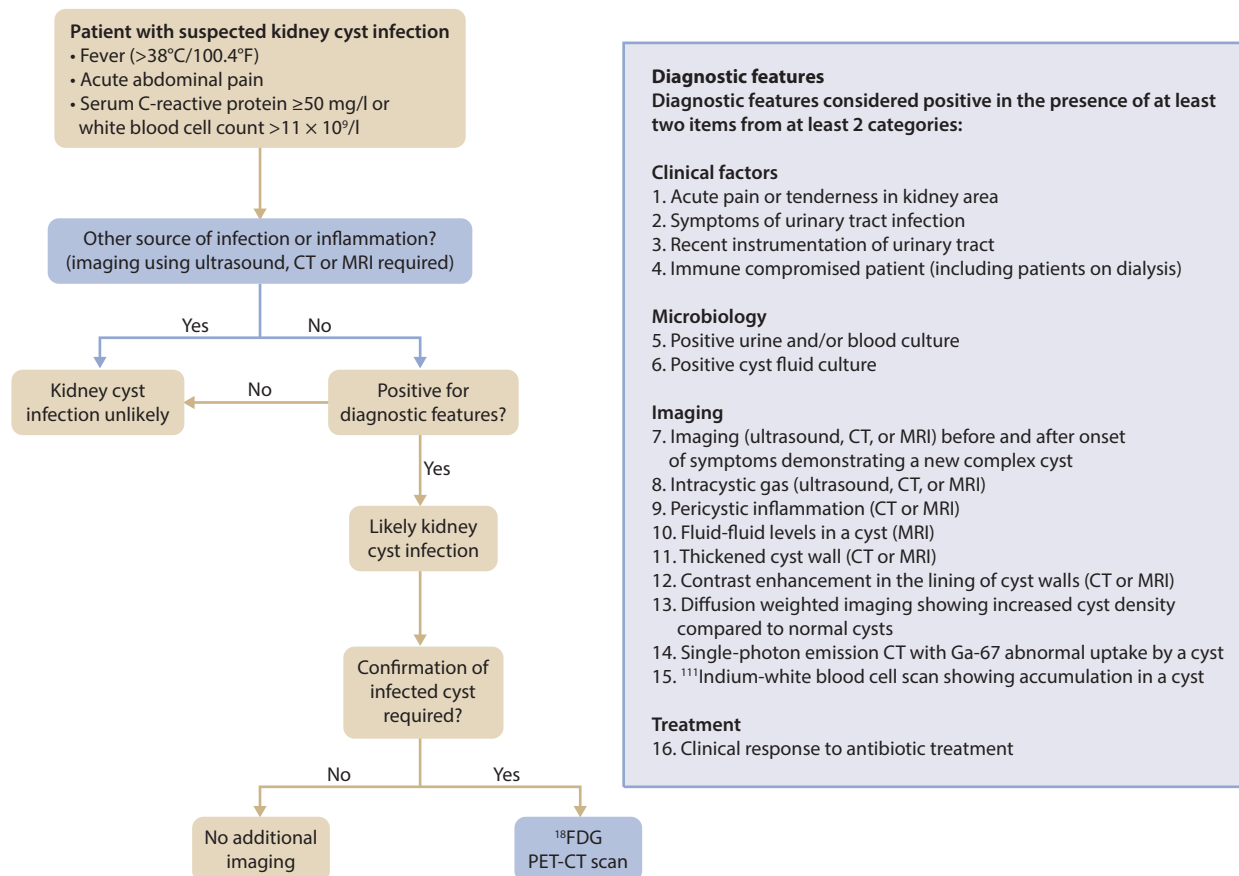 Patient with suspected kidney cyst infection
• Fever (>38°C/100.4°F)
• Acute abdominal pain
• Serum C-reactive protein ≥50 mg/l or
white blood cell count >11 × 10⁹/l
Other source of infection or inflammation?
(imaging using ultrasound, CT or MRI required)
Yes
No
Kidney cyst
infection unlikely
No
Positive for
diagnostic features?
Yes
Likely kidney
cyst infection
Confirmation of
infected cyst
required?
No
Yes
No additional
imaging
¹⁸FDG
PET-CT scan
Diagnostic features
Diagnostic features considered positive in the presence of at least
two items from at least 2 categories:
Clinical factors
1. Acute pain or tenderness in kidney area
2. Symptoms of urinary tract infection
3. Recent instrumentation of urinary tract
4. Immune compromised patient (including patients on dialysis)
Microbiology
5. Positive urine and/or blood culture
6. Positive cyst fluid culture
Imaging
7. Imaging (ultrasound, CT, or MRI) before and after onset
of symptoms demonstrating a new complex cyst
8. Intracystic gas (ultrasound, CT, or MRI)
9. Pericystic inflammation (CT or MRI)
10. Fluid-fluid levels in a cyst (MRI)
11. Thickened cyst wall (CT or MRI)
12. Contrast enhancement in the lining of cyst walls (CT or MRI)
13. Diffusion weighted imaging showing increased cyst density
compared to normal cysts
14. Single-photon emission CT with Ga-67 abnormal uptake by a cyst
15. ¹¹¹Indium-white blood cell scan showing accumulation in a cyst
Treatment
16. Clinical response to antibiotic treatment